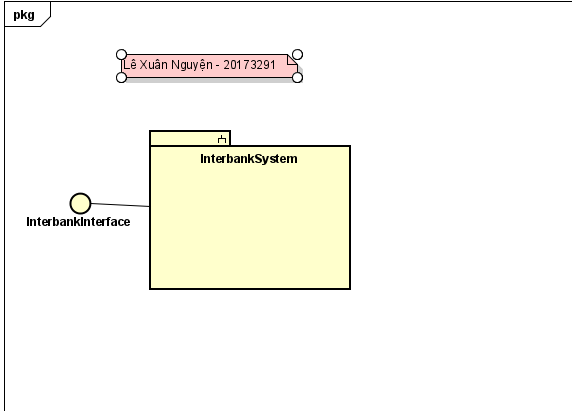 pkg
Lê Xuân Nguyện - 20173291
InterbankSystem
InterbankInterface